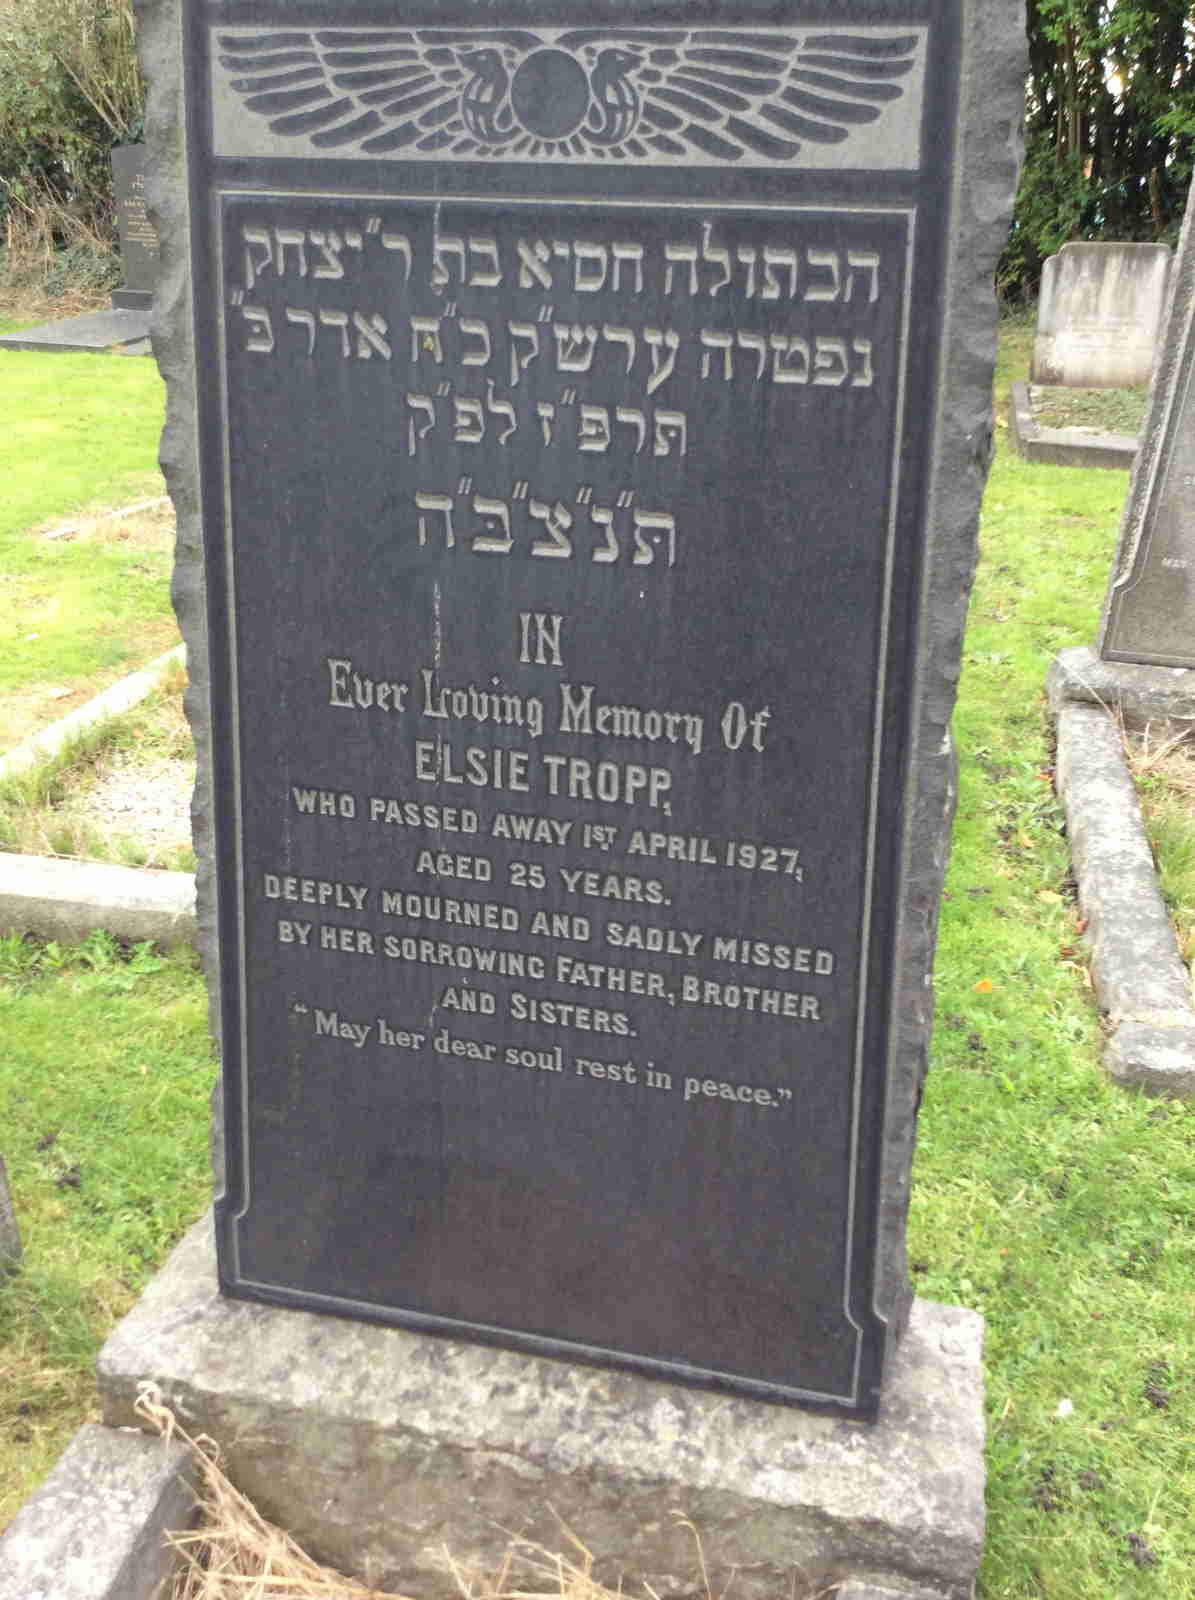 הבתולה חסיא בת ר״יצחק
נפטרה ערש״ק כ״ח אדר ב״
תרפ״ז לפ״ק
ת״נ״צ״ב״ה
IN
Ever Loving Memory Of
ELSIE TROPP,
WHO PASSED AWAY 1ST APRIL 1927,
AGED 25 YEARS.
DEEPLY MOURNED AND SADLY MISSED
BY HER SORROWING FATHER, BROTHER
AND SISTERS.
“May her dear soul rest in peace.”